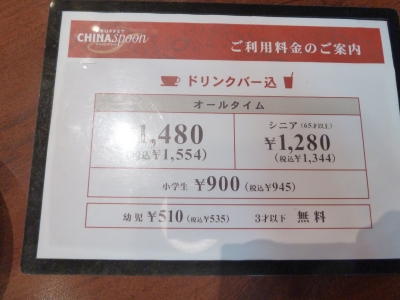 BUFFET
CHINA Spoon
ご利用料金のご案内
ドリンクバー込
オールタイム
1,480
(税込¥1,554)
シニア(65才以上)
¥1,280
(税込¥1,344)
小学生 ¥900(税込¥945)
幼児 ¥510(税込¥535) 3才以下 無料